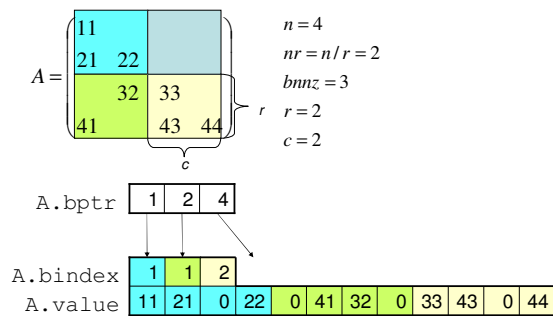 11
21 22
A =
32 33
41 43 44
r
c
n = 4
nr = n / r = 2
bnnz = 3
r = 2
c = 2
A.bptr 1 2 4
A.bindex 1 1 2
A.value 11 21 0 22 0 41 32 0 33 43 0 44